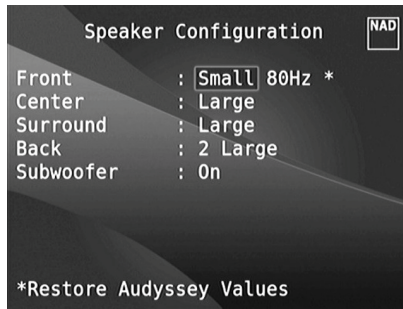 Speaker Configuration
NAD
Front : Small 80Hz *
Center : Large
Surround : Large
Back : 2 Large
Subwoofer : On
*Restore Audyssey Values